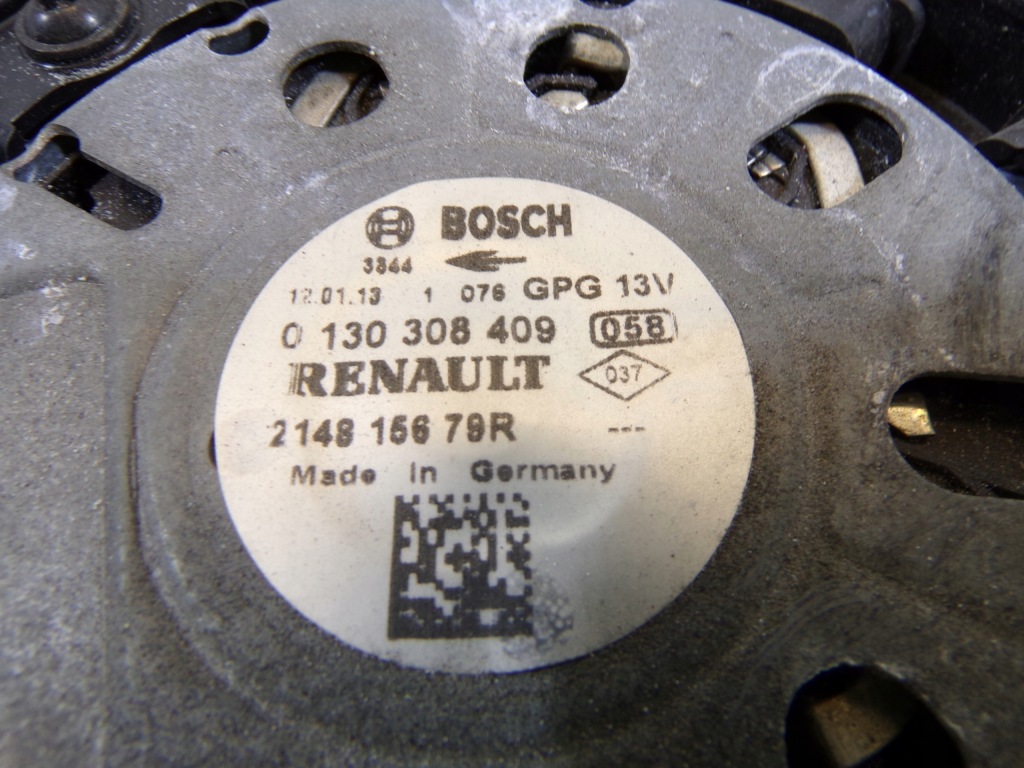 BOSCH
3844
12.01.13 1 076 GPG 13V
0 130 308 409 058
RENAULT 037
2148 156 79R ---
Made in Germany